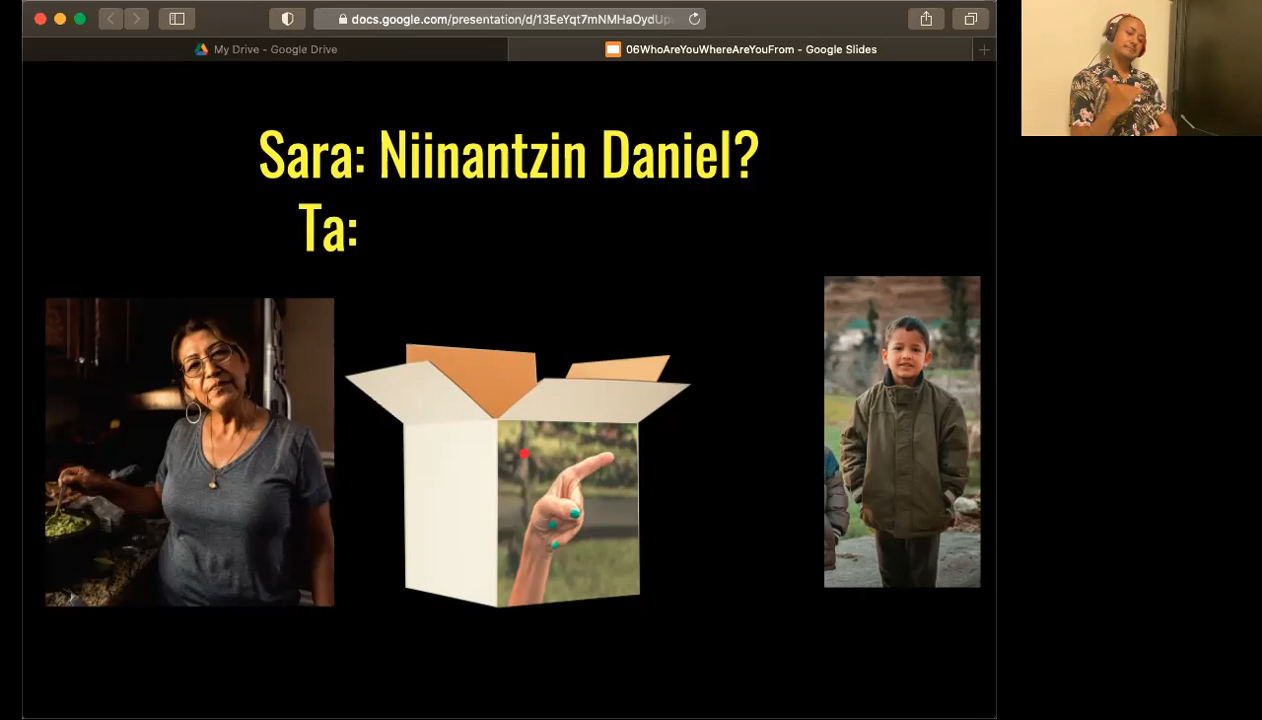 docs.google.com/presentation/d/13EeYqt7mNMHaOydUp
My Drive - Google Drive
06WhoAreYouWhereAreYouFrom - Google Slides
Sara: Niinantzin Daniel?
Ta: